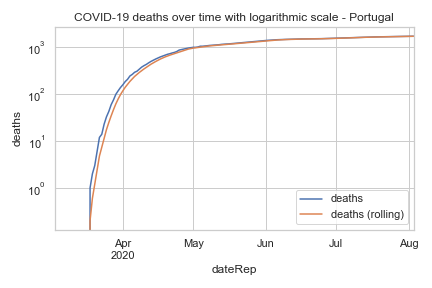 COVID-19 deaths over time with logarithmic scale - Portugal
deaths
10³
10²
10¹
10⁰
deaths
deaths (rolling)
Apr
2020
May
Jun
Jul
Aug
dateRep